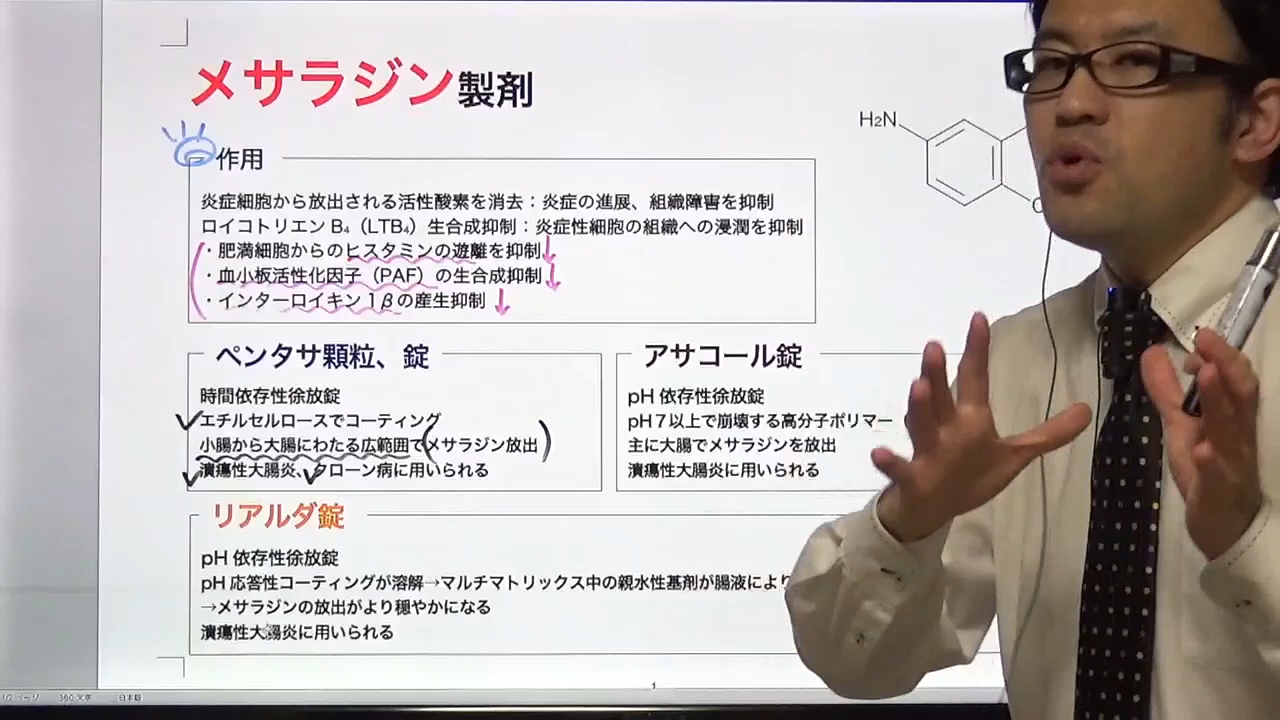 メサラジン製剤
H₂N
作用
炎症細胞から放出される活性酸素を消去：炎症の進展、組織障害を抑制
ロイコトリエン B₄（LTB₄）生合成抑制：炎症性細胞の組織への浸潤を抑制
・肥満細胞からのヒスタミンの遊離を抑制↓
・血小板活性化因子（PAF）の生合成抑制↓
・インターロイキン１βの産生抑制↓
ペンタサ顆粒、錠
時間依存性徐放錠
エチルセルロースでコーティング
小腸から大腸にわたる広範囲で（メサラジン放出）
潰瘍性大腸炎、クローン病に用いられる
アサコール錠
pH 依存性徐放錠
pH７以上で崩壊する高分子ポリマー
主に大腸でメサラジンを放出
潰瘍性大腸炎に用いられる
リアルダ錠
pH 依存性徐放錠
pH 応答性コーティングが溶解→マルチマトリックス中の親水性基剤が腸液により
→メサラジンの放出がより穏やかになる
潰瘍性大腸炎に用いられる
1
1/2 ページ 360 文字 日本語